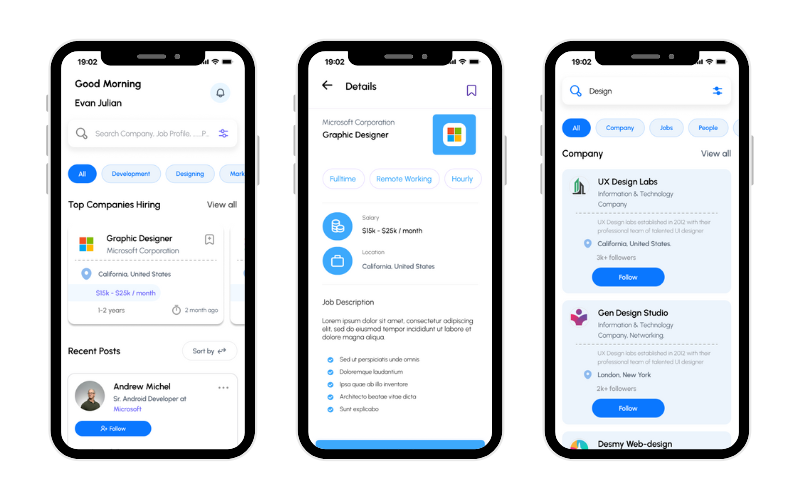 19:02
Good Morning
Evan Julian
Search Company, Job Profile.......P..
All
Development
Designing
Mark
Top Companies Hiring
View all
Graphic Designer
Microsoft Corporation
California, United States
$15k - $25k / month
1-2 years
2 month ago
Recent Posts
Sort by
Andrew Michel
Sr. Android Developer at
Microsoft
Follow
19:02
Details
Microsoft Corporation
Graphic Designer
Fulltime
Remote Working
Hourly
Salary
$15k - $25k / month
Location
California, United States
Job Description
Lorem ipsum dolor sit amet, consectetur adipiscing
elit, sed do eiusmod tempor incididunt ut labore et
dolore magna aliqua.
Sed ut perspiciatis unde omnis
Doloremque laudantium
Ipsa quae ab illo inventore
Architecto beatae vitae dicta
Sunt explicabo
19:02
Design
All
Company
Jobs
People
Company
View all
UX Design Labs
Information & Technology
Company
UX Design labs established in 2012 with their
professional team of talented UI designer
California, United States.
3k+ followers
Follow
Gen Design Studio
Information & Technology
Company, Networking.
UX Design labs established in 2012 with their
professional team of talented UI designer
London, New York
2k+ followers
Follow
Desmy Web-design